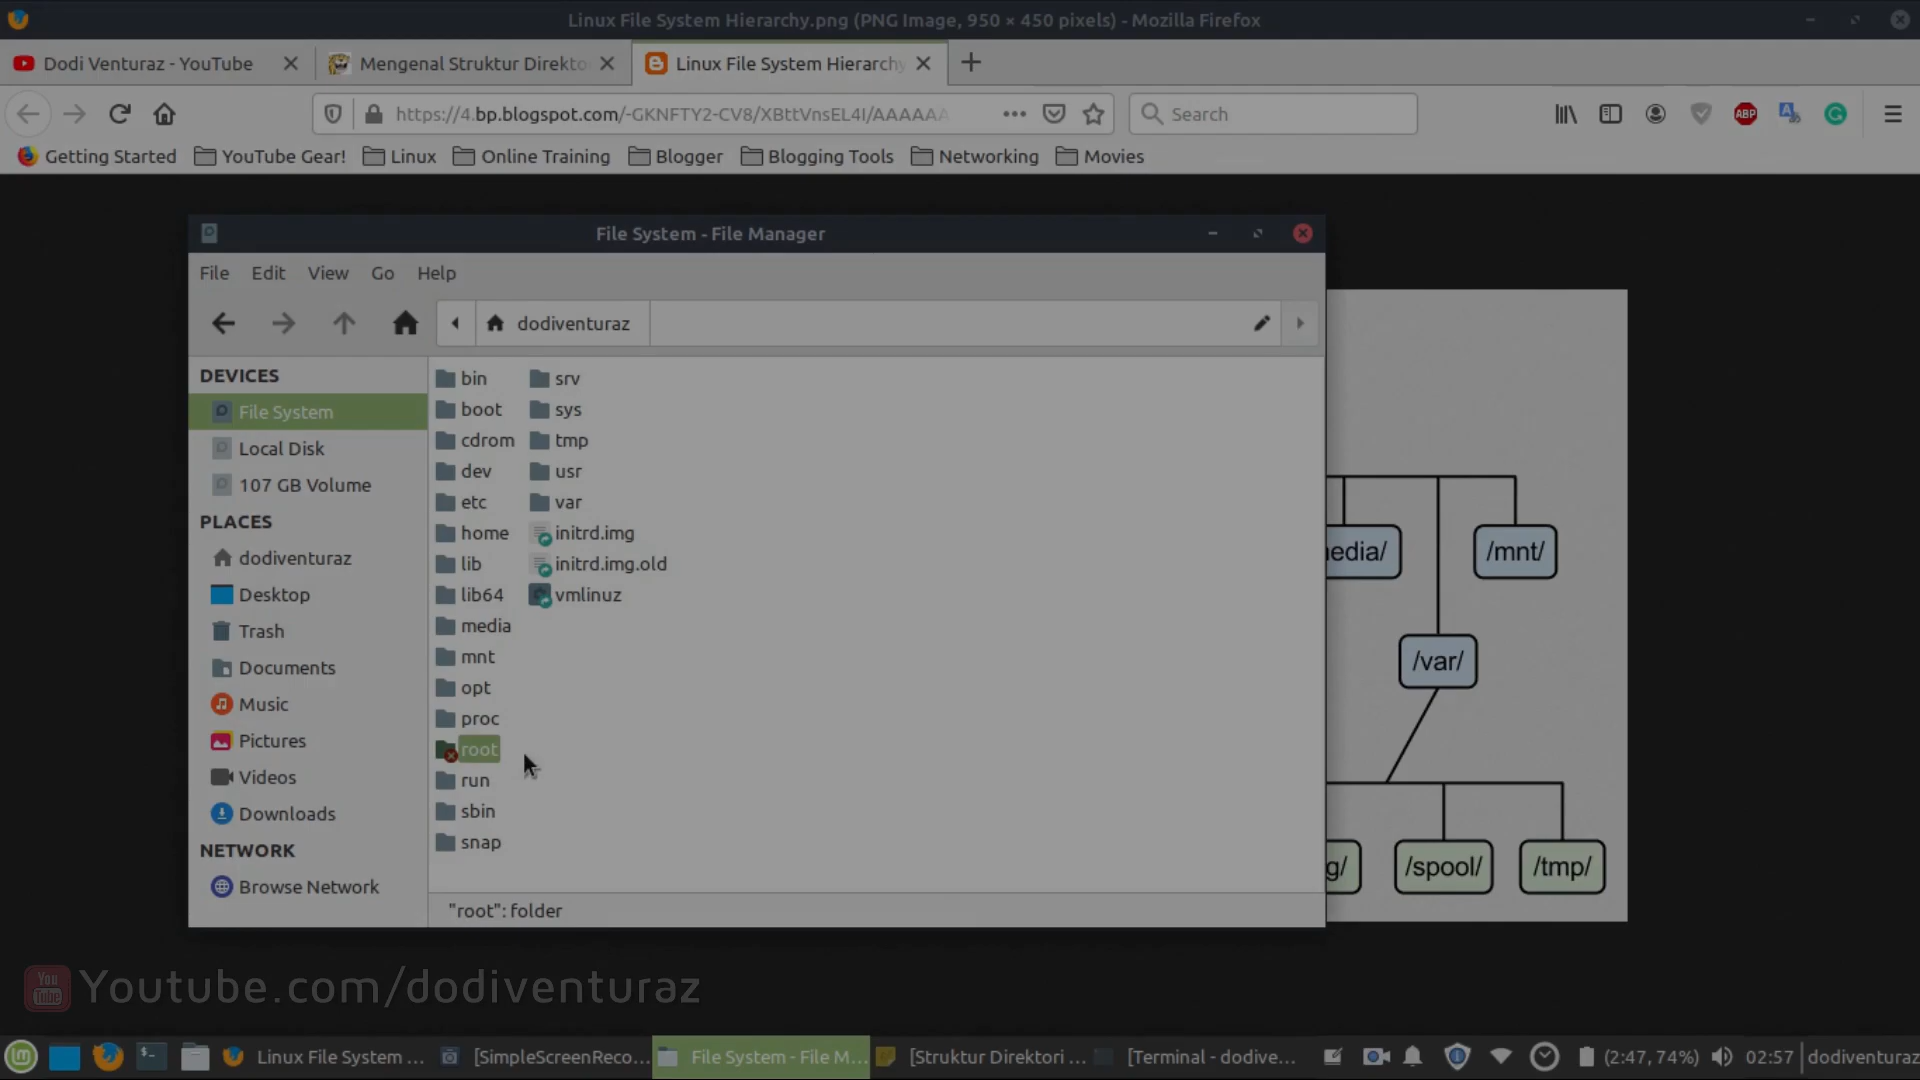 Linux File System Hierarchy.png (PNG Image, 950 × 450 pixels) - Mozilla Firefox
Dodi Venturaz - YouTube
Mengenal Struktur Direkto
Linux File System Hierarchy
https://4.bp.blogspot.com/-GKNFTY2-CV8/XBttVnsEL4I/AAAAAA
Search
ABP
Getting Started
YouTube Gear!
Linux
Online Training
Blogger
Blogging Tools
Networking
Movies
File System - File Manager
File Edit View Go Help
dodiventuraz
DEVICES
File System
Local Disk
107 GB Volume
PLACES
dodiventuraz
Desktop
Trash
Documents
Music
Pictures
Videos
Downloads
NETWORK
Browse Network
bin
boot
cdrom
dev
etc
home
lib
lib64
media
mnt
opt
proc
root
run
sbin
snap
srv
sys
tmp
usr
var
initrd.img
initrd.img.old
vmlinuz
"root": folder
edia/
/mnt/
/var/
g/
/spool/
/tmp/
You Tube
Youtube.com/dodiventuraz
Linux File System ...
[SimpleScreenReco...
File System - File M...
[Struktur Direktori ...
[Terminal - dodive...
(2:47, 74%)
02:57
dodiventuraz